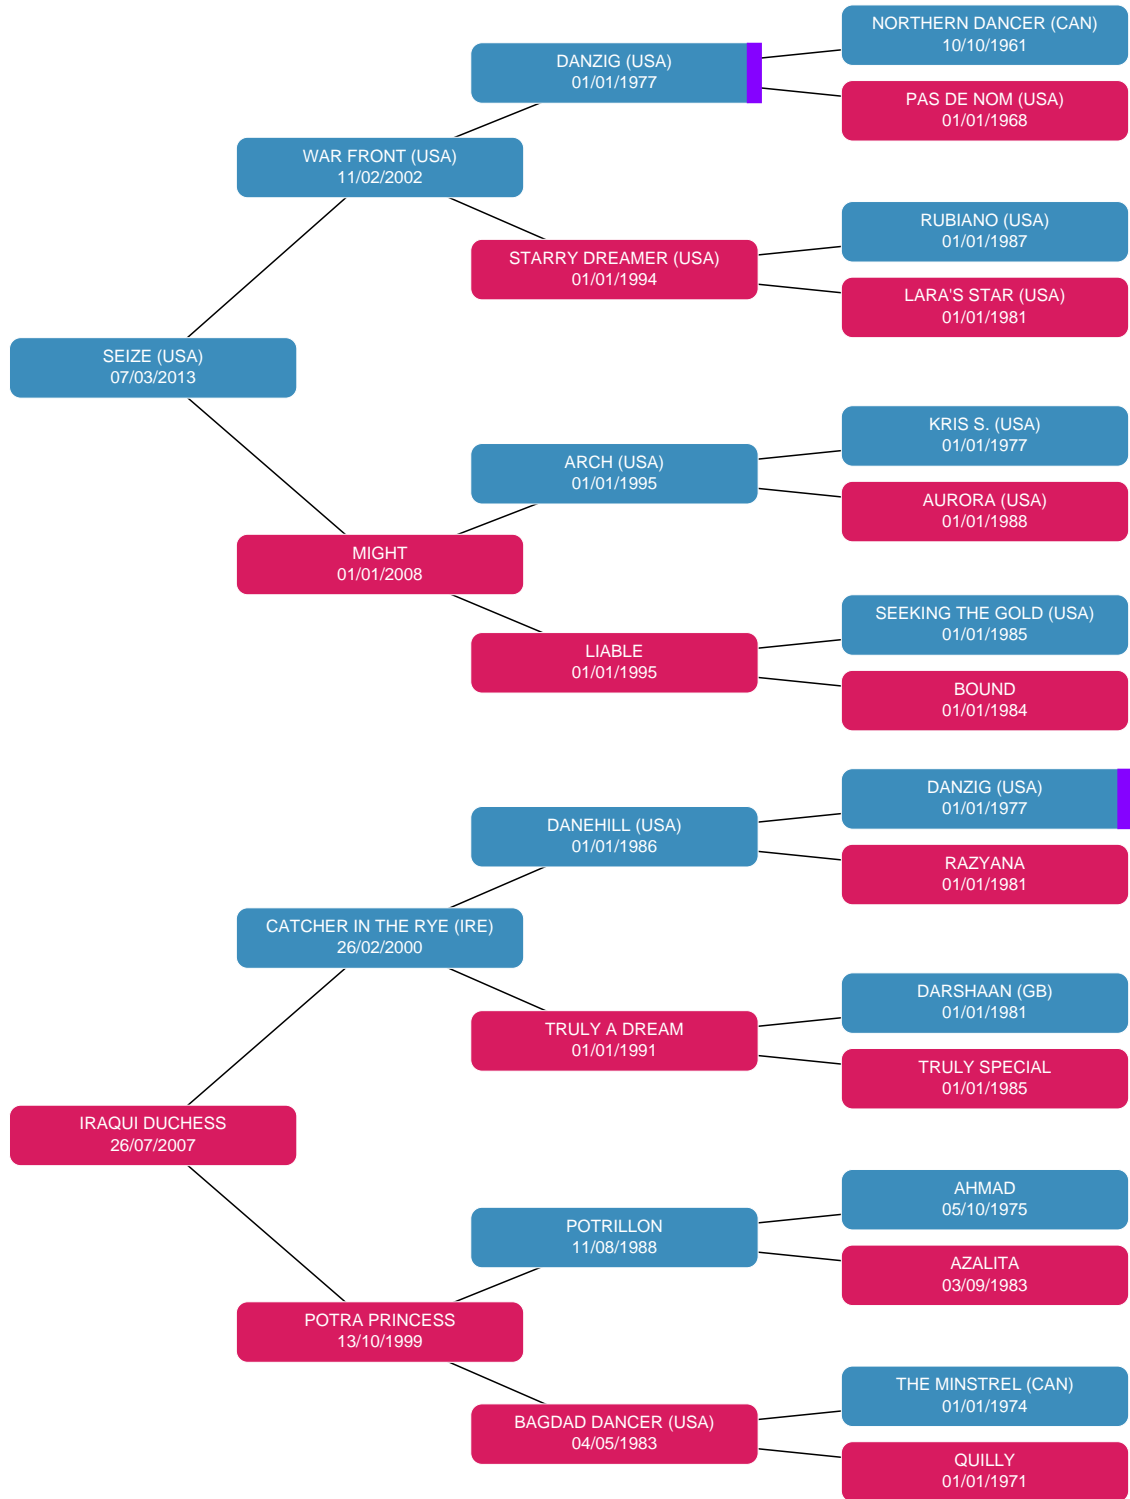 NORTHERN DANCER (CAN)
10/10/1961
DANZIG (USA)
01/01/1977
PAS DE NOM (USA)
01/01/1968
WAR FRONT (USA)
11/02/2002
RUBIANO (USA)
01/01/1987
STARRY DREAMER (USA)
01/01/1994
LARA'S STAR (USA)
01/01/1981
SEIZE (USA)
07/03/2013
KRIS S. (USA)
01/01/1977
ARCH (USA)
01/01/1995
AURORA (USA)
01/01/1988
MIGHT
01/01/2008
SEEKING THE GOLD (USA)
01/01/1985
LIABLE
01/01/1995
BOUND
01/01/1984
DANZIG (USA)
01/01/1977
DANEHILL (USA)
01/01/1986
RAZYANA
01/01/1981
CATCHER IN THE RYE (IRE)
26/02/2000
DARSHAAN (GB)
01/01/1981
TRULY A DREAM
01/01/1991
TRULY SPECIAL
01/01/1985
IRAQUI DUCHESS
26/07/2007
AHMAD
05/10/1975
POTRILLON
11/08/1988
AZALITA
03/09/1983
POTRA PRINCESS
13/10/1999
THE MINSTREL (CAN)
01/01/1974
BAGDAD DANCER (USA)
04/05/1983
QUILLY
01/01/1971